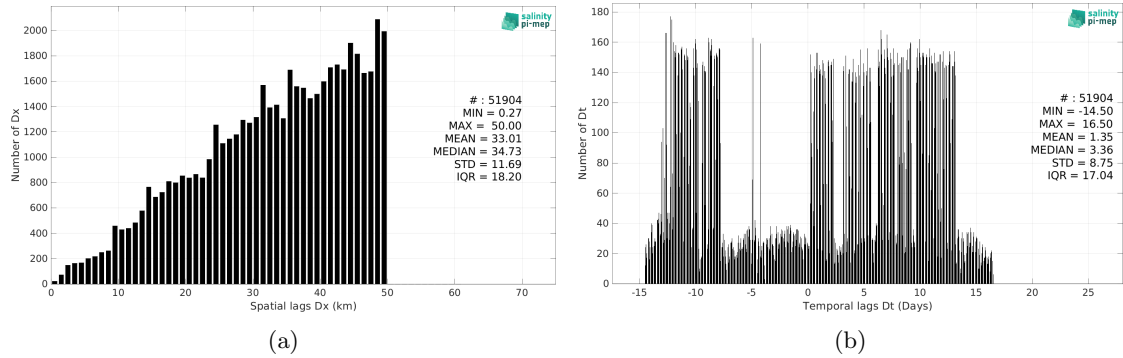 salinity
pi-mep
2000
1800
1600
1400
1200
1000
800
600
400
200
0
Number of Dx
# : 51904
MIN = 0.27
MAX = 50.00
MEAN = 33.01
MEDIAN = 34.73
STD = 11.69
IQR = 18.20
0 10 20 30 40 50 60 70
Spatial lags Dx (km)
(a)
salinity
pi-mep
180
160
140
120
100
80
60
40
20
0
Number of Dt
# : 51904
MIN = -14.50
MAX = 16.50
MEAN = 1.35
MEDIAN = 3.36
STD = 8.75
IQR = 17.04
-15 -10 -5 0 5 10 15 20 25
Temporal lags Dt (Days)
(b)